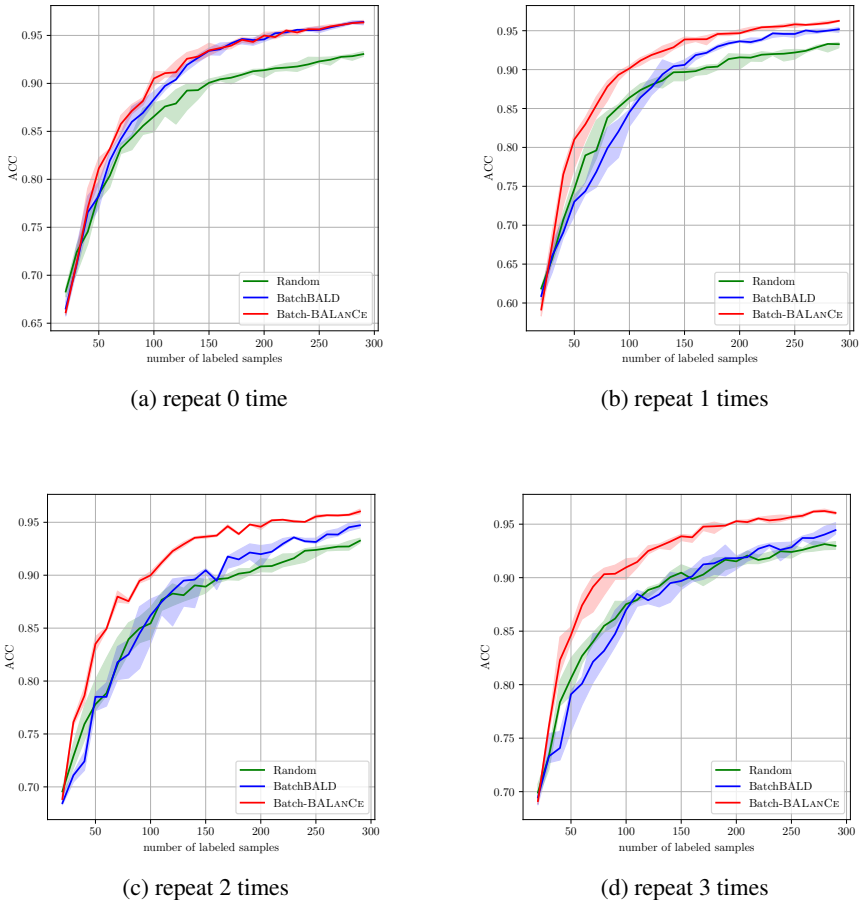 0.95
0.90
0.85
0.80
0.75
0.70
0.65
ACC
50 100 150 200 250 300
number of labeled samples
Random
BatchBALD
Batch-BALANCE
(a) repeat 0 time
0.95
0.90
0.85
0.80
0.75
0.70
0.65
0.60
ACC
50 100 150 200 250 300
number of labeled samples
Random
BatchBALD
Batch-BALANCE
(b) repeat 1 times
0.95
0.90
0.85
0.80
0.75
0.70
ACC
50 100 150 200 250 300
number of labeled samples
Random
BatchBALD
Batch-BALANCE
(c) repeat 2 times
0.95
0.90
0.85
0.80
0.75
0.70
ACC
50 100 150 200 250 300
number of labeled samples
Random
BatchBALD
Batch-BALANCE
(d) repeat 3 times